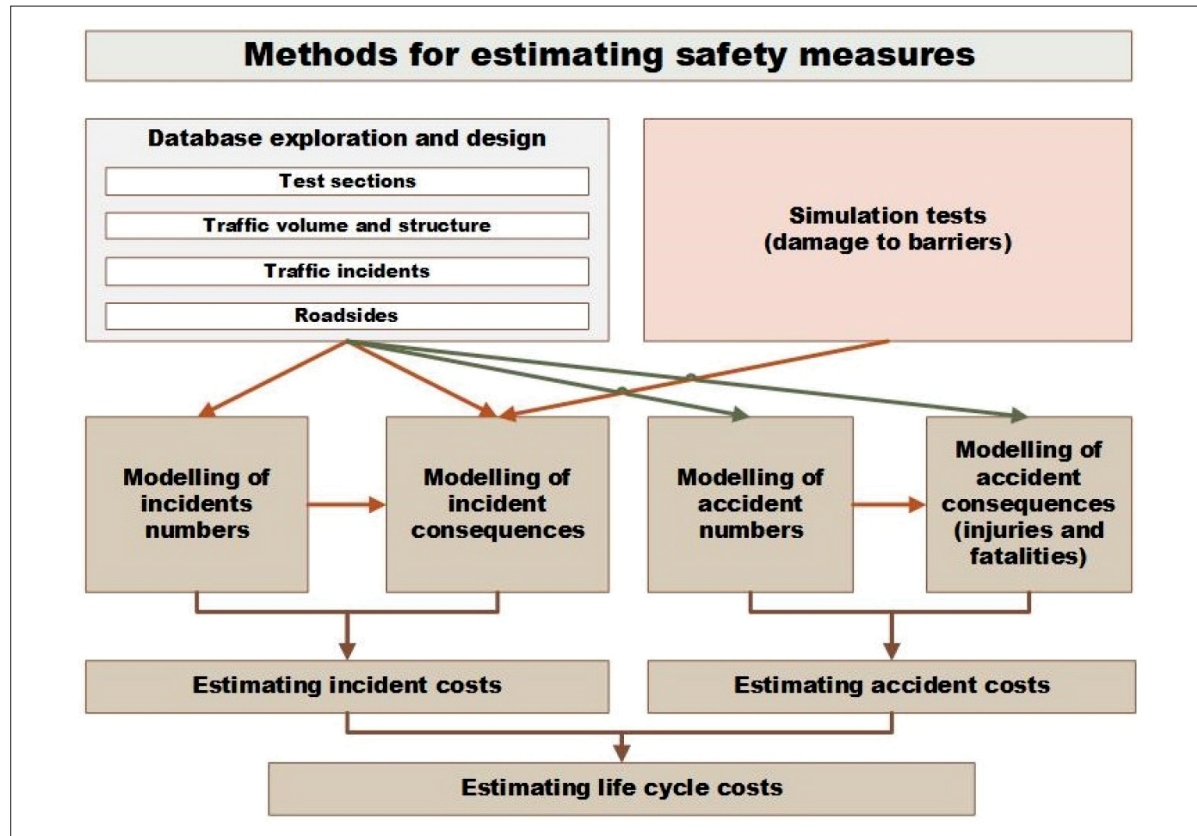 Methods for estimating safety measures
Database exploration and design
Test sections
Traffic volume and structure
Traffic incidents
Roadsides
Simulation tests
(damage to barriers)
Modelling of
incidents
numbers
Modelling of
incident
consequences
Modelling of
accident
numbers
Modelling of
accident
consequences
(injuries and
fatalities)
Estimating incident costs
Estimating accident costs
Estimating life cycle costs